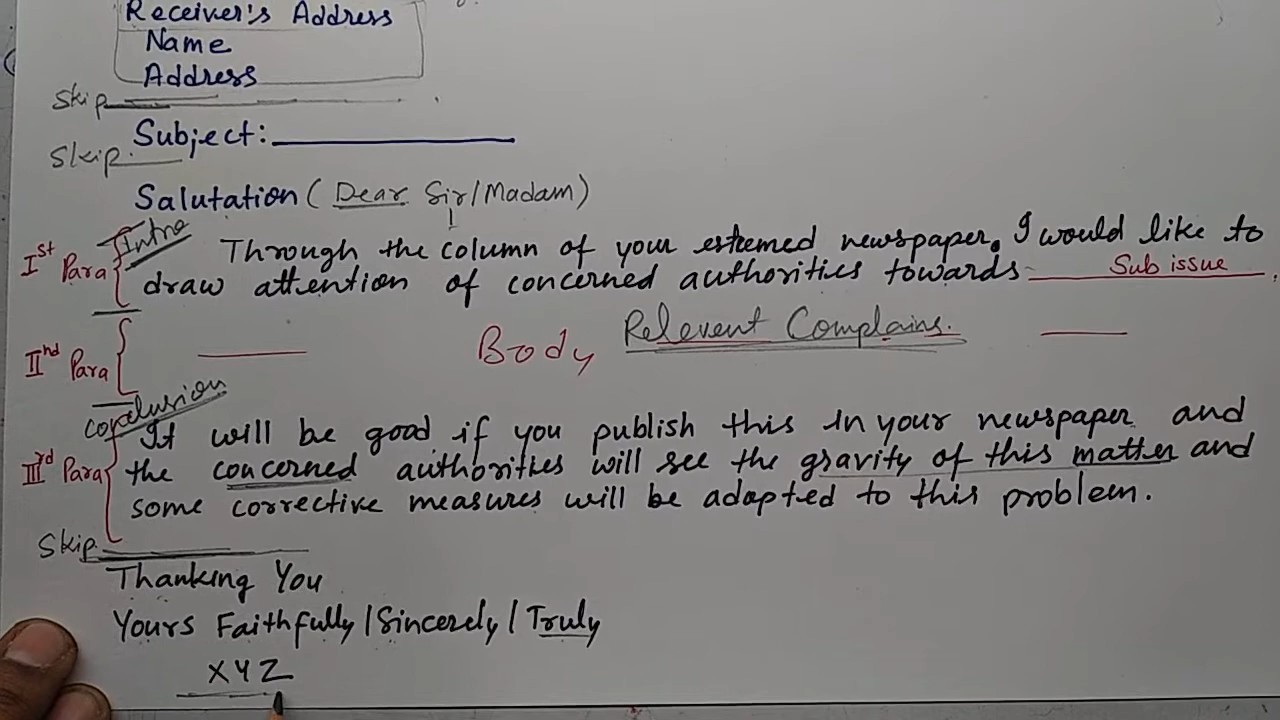 Receiver's Address
Name
Address
Skip
Subject:
Skip
Salutation ( Dear Sir/Madam )
Ist Para Intro
Through the column of your esteemed newspaper, I would like to
draw attention of concerned authorities towards Sub issue
IInd Para
Body Relevent Complains.
Conclusion
IIIrd Para
It will be good if you publish this in your newspaper and
the concerned authorities will see the gravity of this matter and
some corrective measures will be adapted to this problem.
Skip
Thanking You
Yours Faithfully/Sincerely/Truly
XYZ